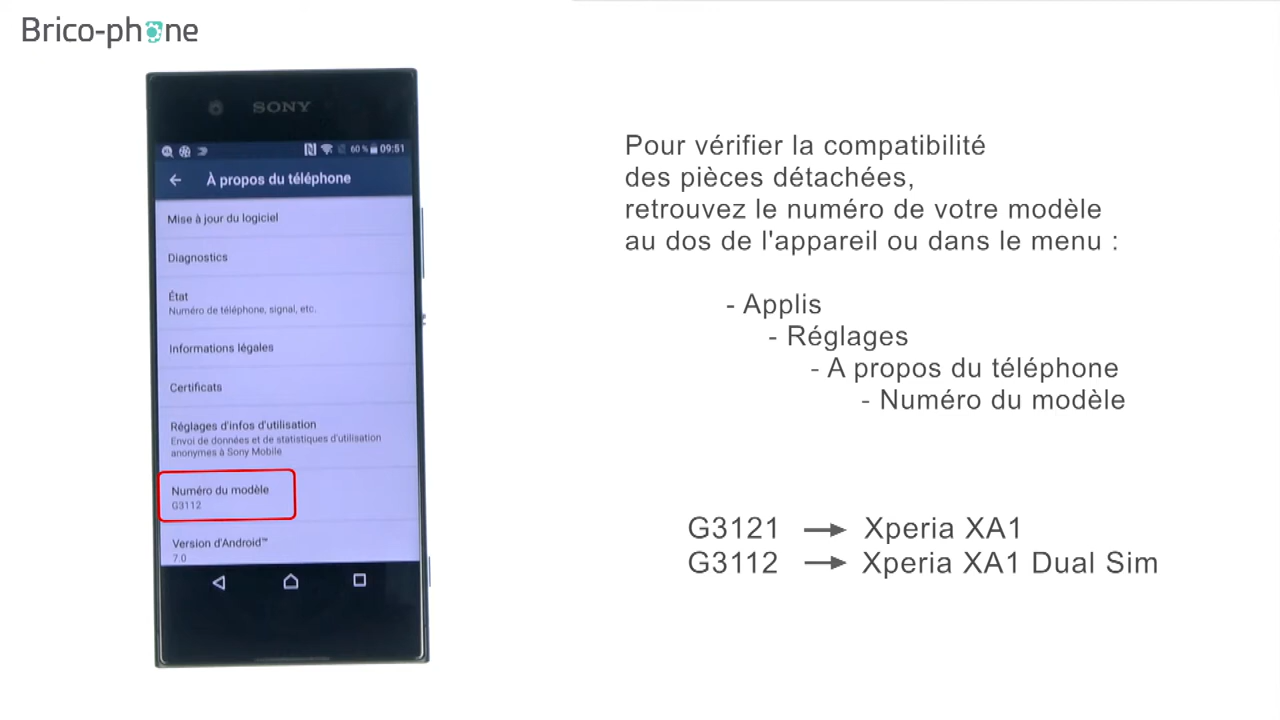 Brico-phone
SONY
60 % 09:51
À propos du téléphone
Mise à jour du logiciel
Diagnostics
État
Numéro de téléphone, signal, etc.
Informations légales
Certificats
Réglages d'infos d'utilisation
Envoi de données et de statistiques d'utilisation
anonymes à Sony Mobile
Numéro du modèle
G3112
Version d'Android™
7.0
Pour vérifier la compatibilité
des pièces détachées,
retrouvez le numéro de votre modèle
au dos de l'appareil ou dans le menu :
- Applis
- Réglages
- A propos du téléphone
- Numéro du modèle
G3121 → Xperia XA1
G3112 → Xperia XA1 Dual Sim